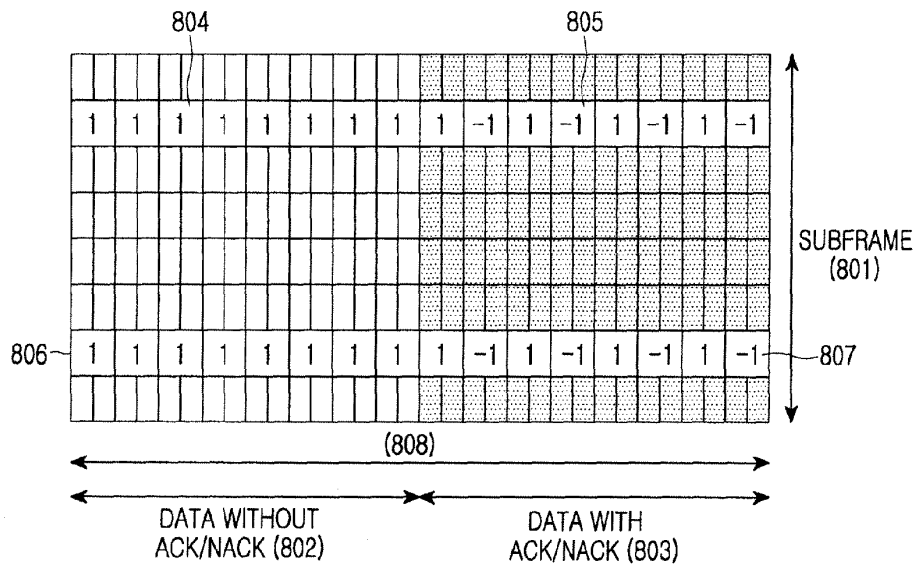 804 805
1 1 1 1 1 1 1 1 1 -1 1 -1 1 -1 1 -1
SUBFRAME
(801)
806 1 1 1 1 1 1 1 1 1 -1 1 -1 1 -1 1 -1 807
(808)
DATA WITHOUT
ACK/NACK (802)
DATA WITH
ACK/NACK (803)